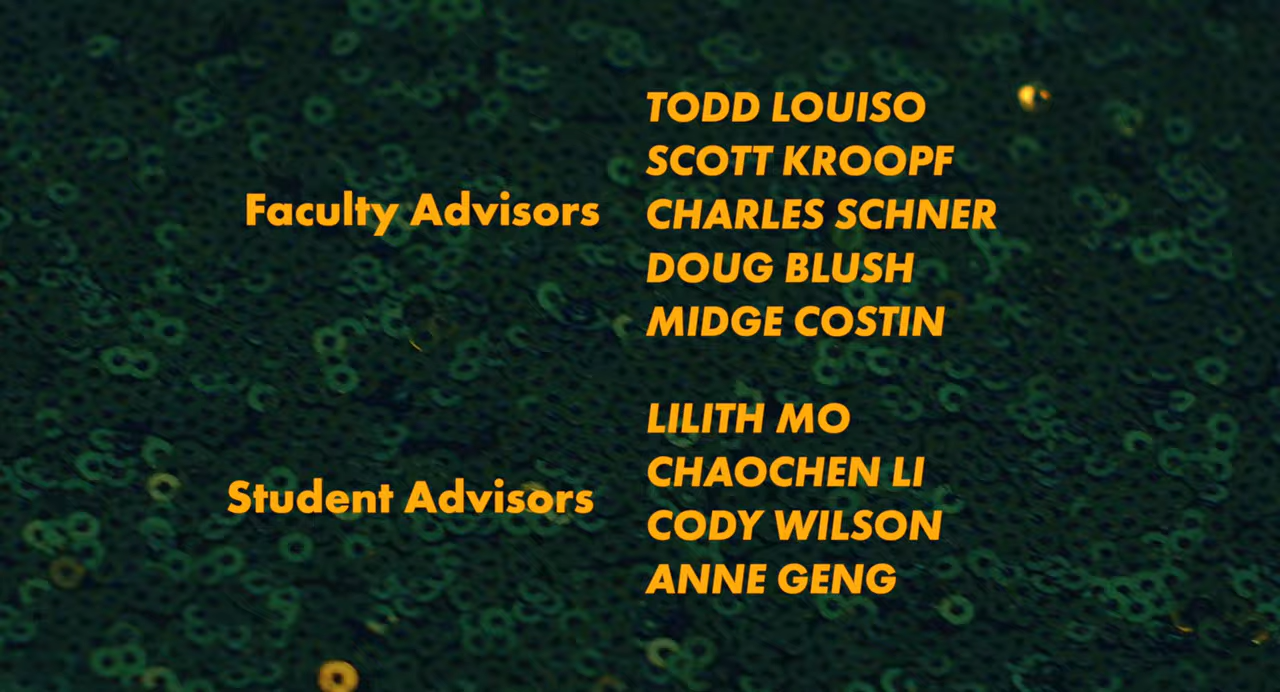 Faculty Advisors
TODD LOUISO
SCOTT KROOPF
CHARLES SCHNER
DOUG BLUSH
MIDGE COSTIN
Student Advisors
LILITH MO
CHAOCHEN LI
CODY WILSON
ANNE GENG